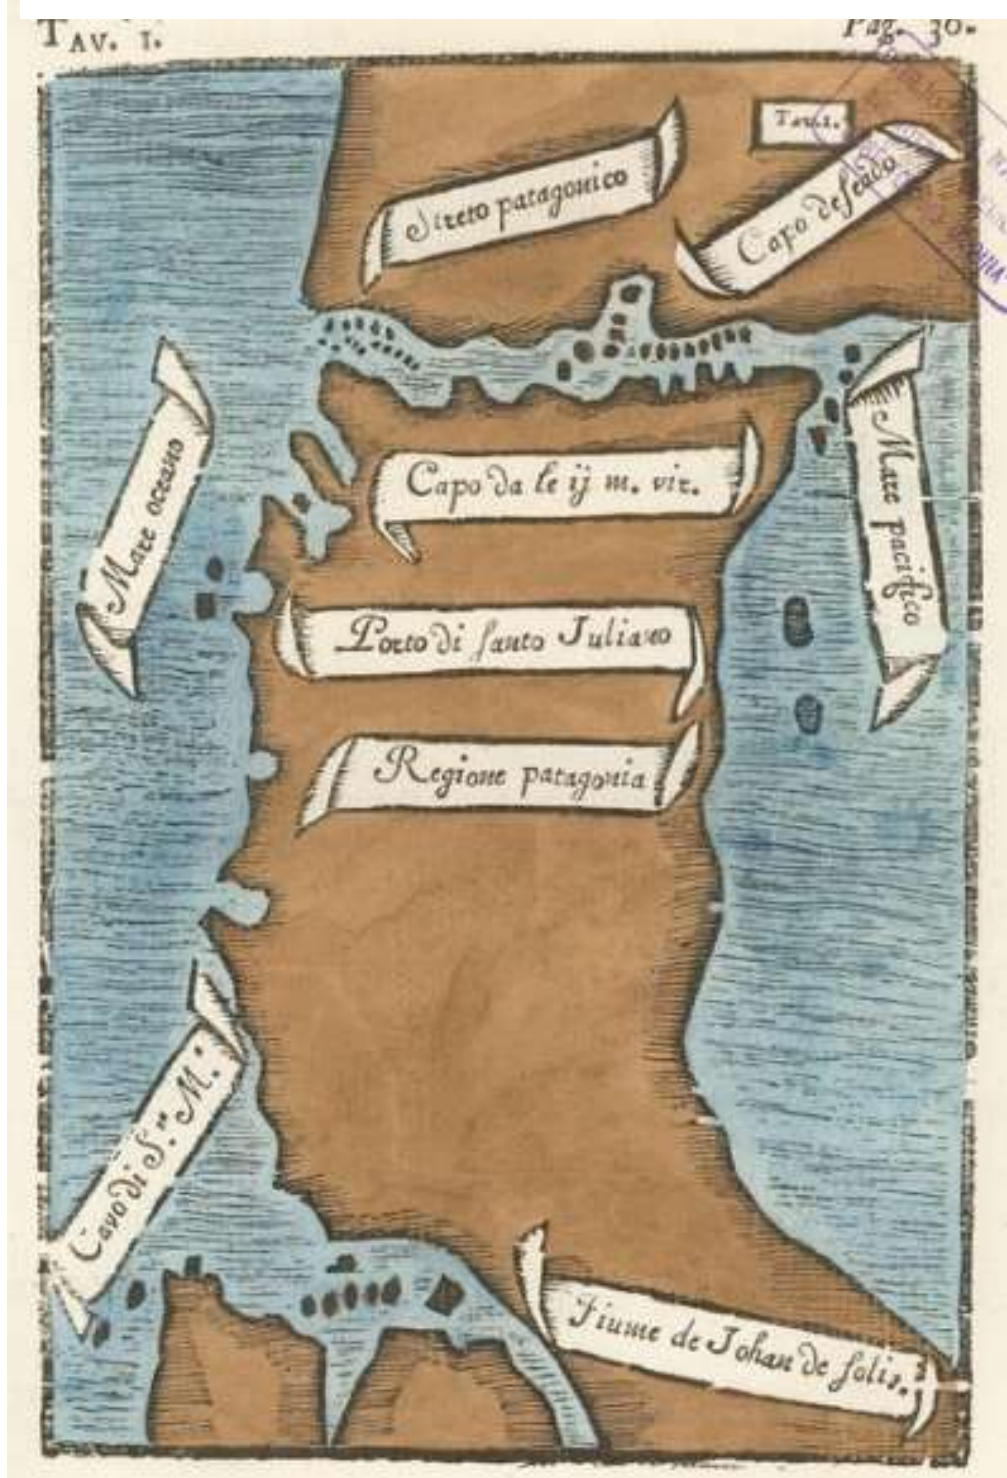 TAV. I.
Pag. 30.
Streto patagonico
Capo deseado
Mare oceano
Mare pacifico
Capo da le ij m. vir.
Porto di santo Juliano
Regione patagonia
Cavo di S.ta M.a
Fiume de Johan de solis.